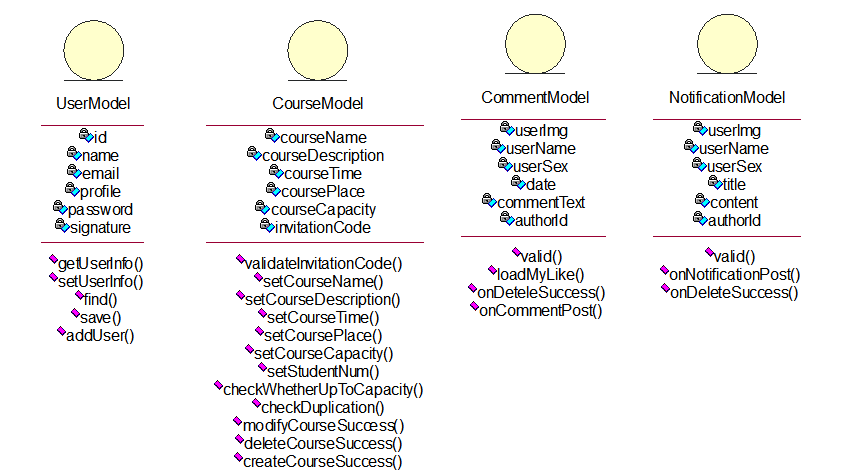 UserModel
id
name
email
profile
password
signature
getUserInfo()
setUserInfo()
find()
save()
addUser()
CourseModel
courseName
courseDescription
courseTime
coursePlace
courseCapacity
invitationCode
validateInvitationCode()
setCourseName()
setCourseDescription()
setCourseTime()
setCoursePlace()
setCourseCapacity()
setStudentNum()
checkWhetherUpToCapacity()
checkDuplication()
modifyCourseSuccess()
deleteCourseSuccess()
createCourseSuccess()
CommentModel
userImg
userName
userSex
date
commentText
authorId
valid()
loadMyLike()
onDeteleSuccess()
onCommentPost()
NotificationModel
userImg
userName
userSex
title
content
authorId
valid()
onNotificationPost()
onDeleteSuccess()